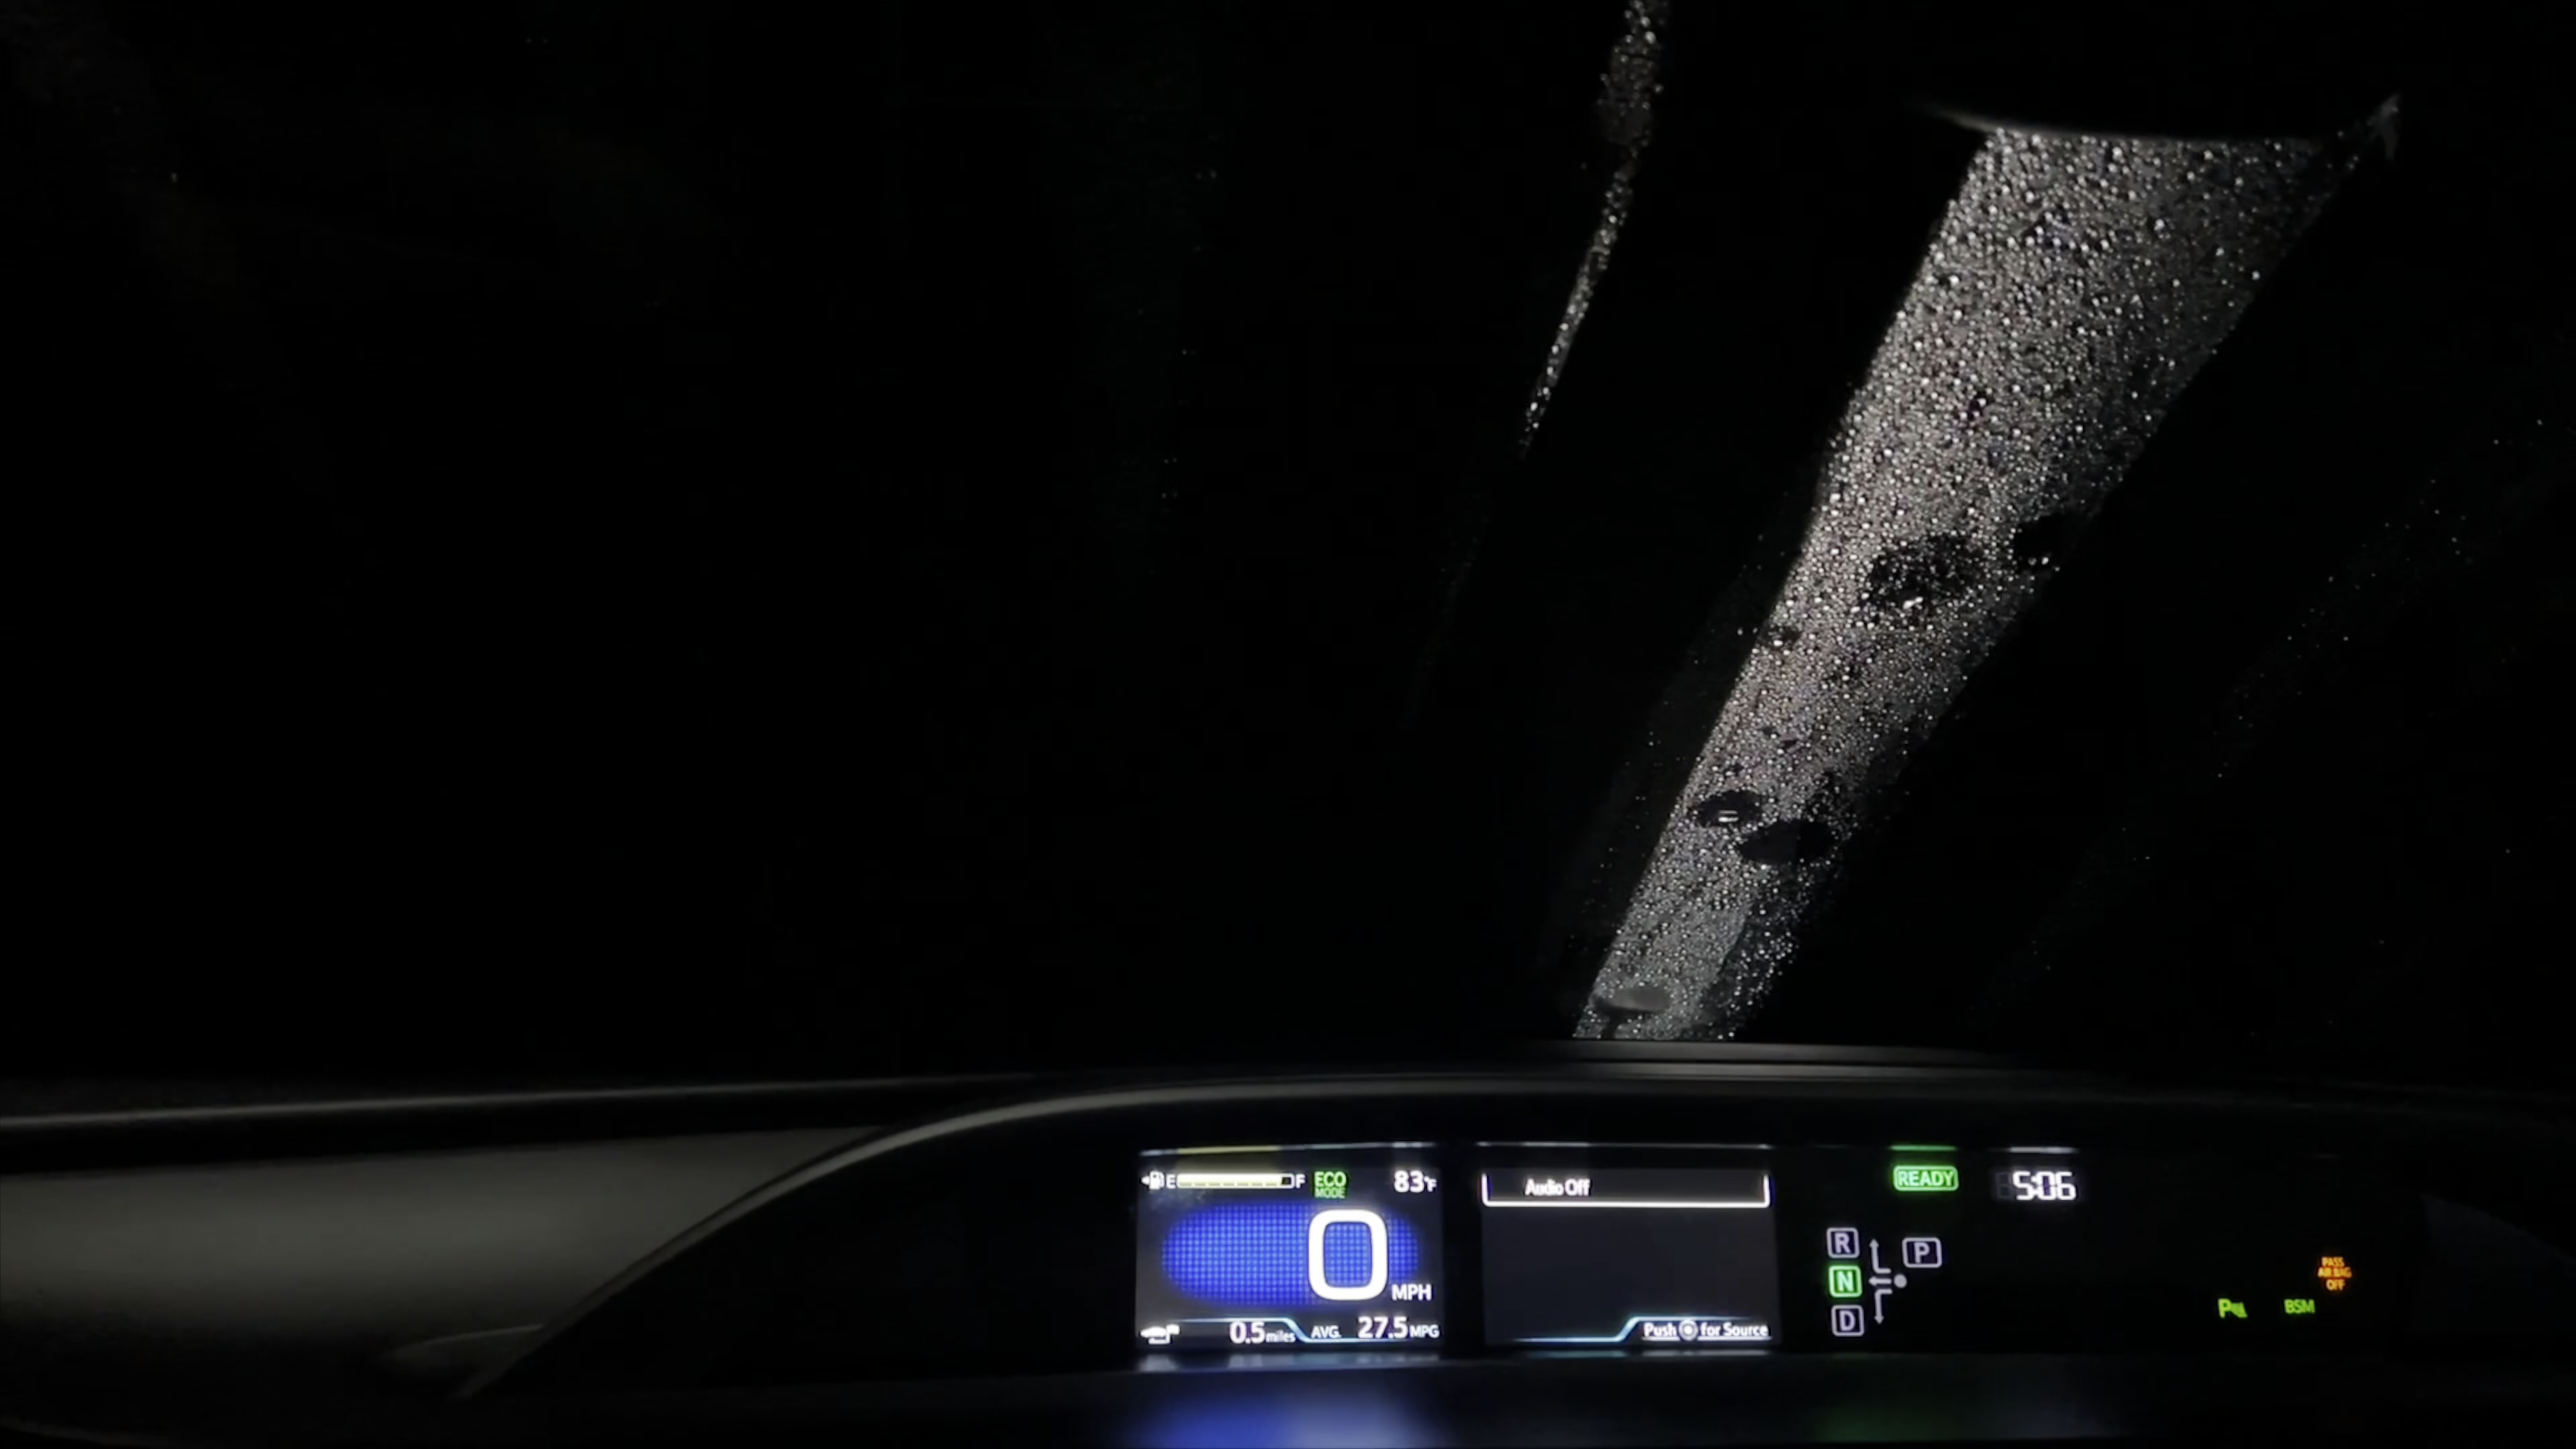 E F ECO MODE 83°F
0 MPH
0.5 miles AVG. 27.5 MPG
Audio Off
Push for Source
READY 5:06
R P
N
D
PASS
AIR BAG
OFF
P BSM